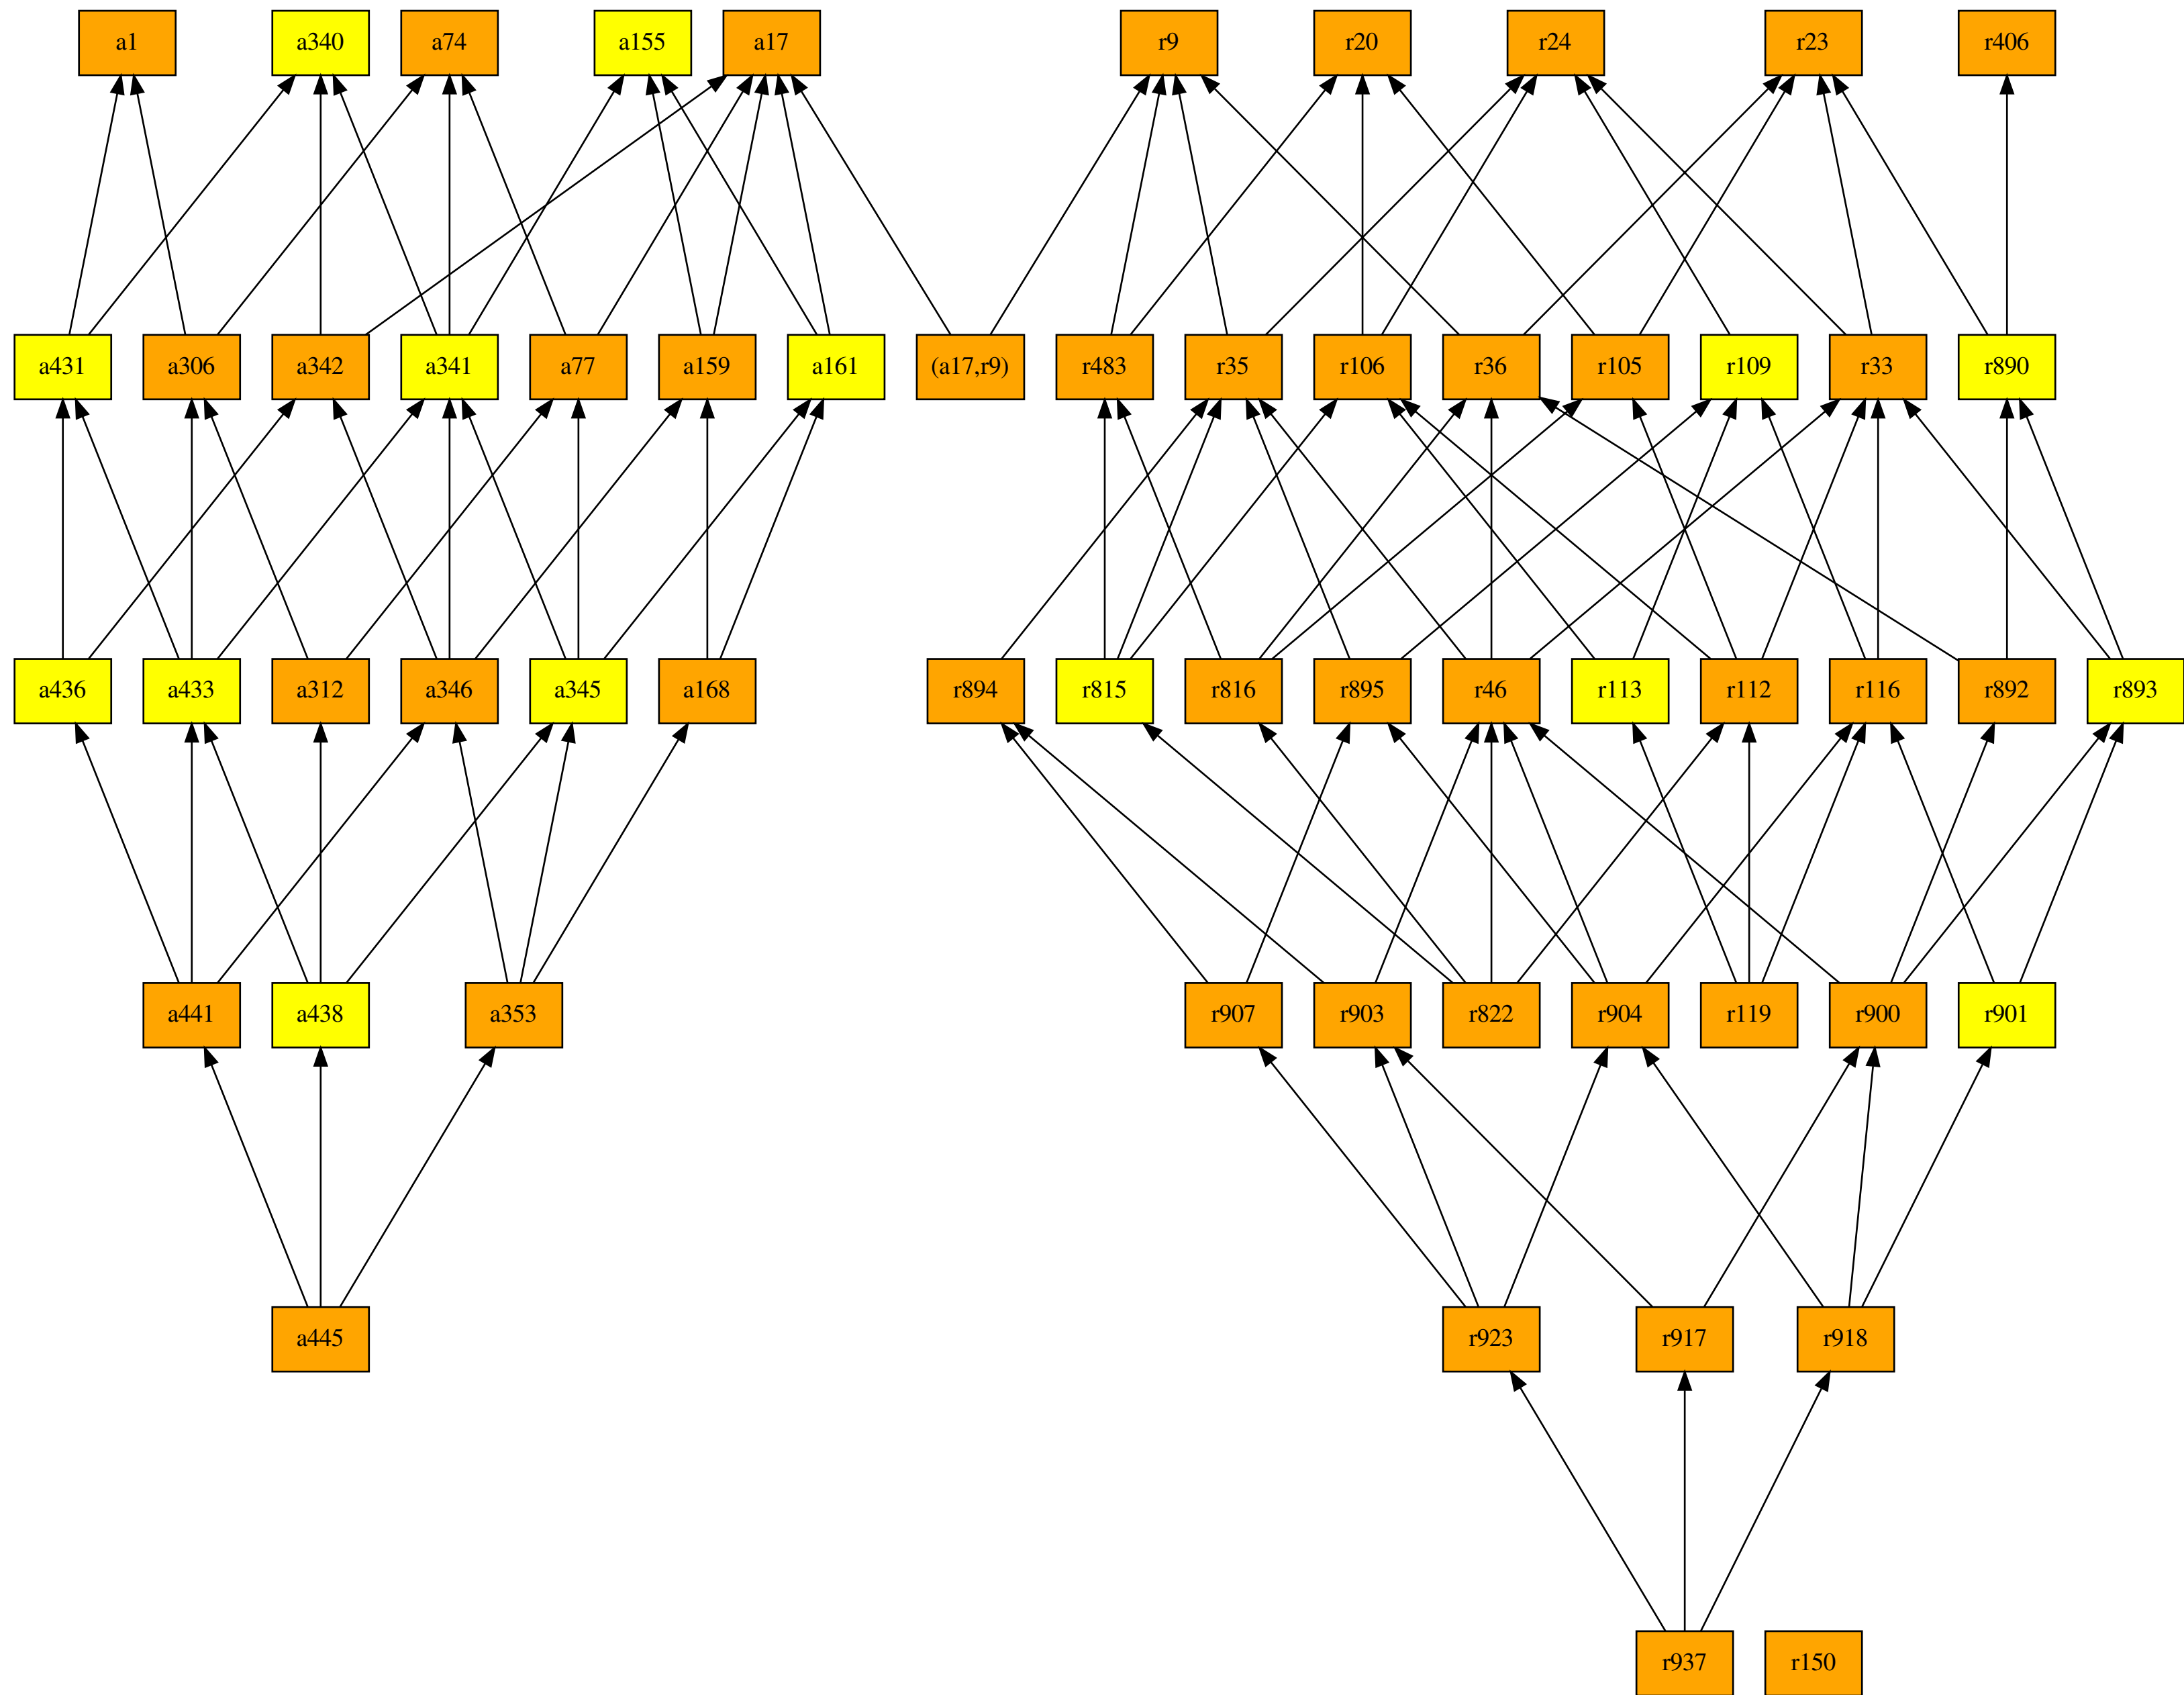 a1 a340 a74 a155 a17 r9 r20 r24 r23 r406
a431 a306 a342 a341 a77 a159 a161 (a17,r9) r483 r35 r106 r36 r105 r109 r33 r890
a436 a433 a312 a346 a345 a168 r894 r815 r816 r895 r46 r113 r112 r116 r892 r893
a441 a438 a353 r907 r903 r822 r904 r119 r900 r901
a445 r923 r917 r918
r937 r150